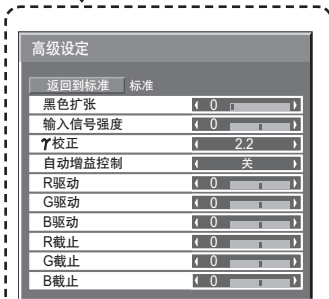 高级设定
返回到标准 标准
黑色扩张 0
输入信号强度 0
γ校正 2.2
自动增益控制 关
R驱动 0
G驱动 0
B驱动 0
R截止 0
G截止 0
B截止 0